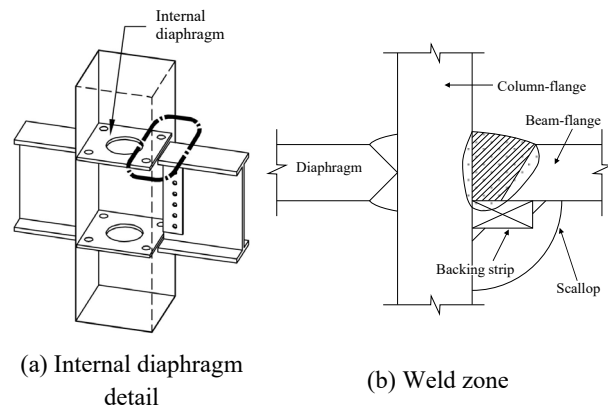 Internal
diaphragm
(a) Internal diaphragm
detail
Column-flange
Beam-flange
Diaphragm
Backing strip
Scallop
(b) Weld zone